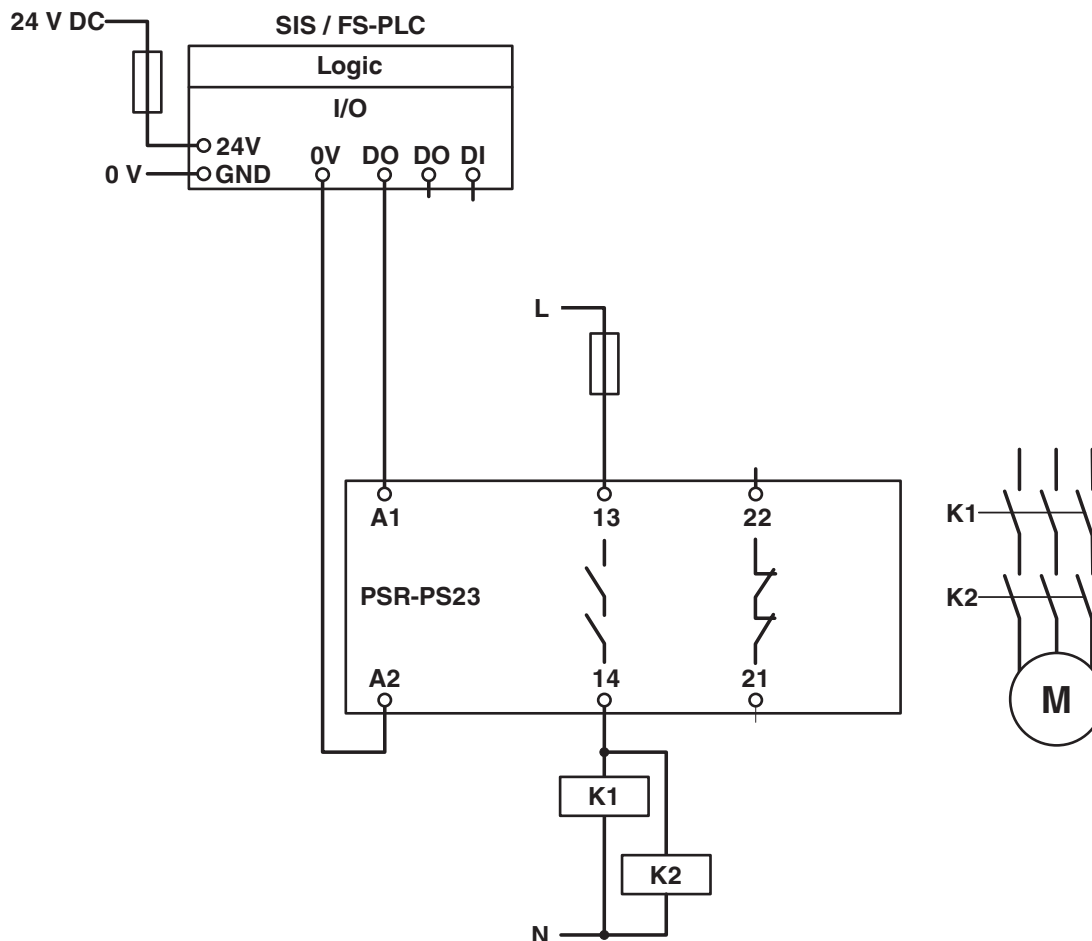 24 V DC
SIS / FS-PLC
Logic
I/O
24V
0V DO DO DI
0 V
GND
L
A1 13 22
K1
PSR-PS23
K2
A2 14 21
M
K1
K2
N